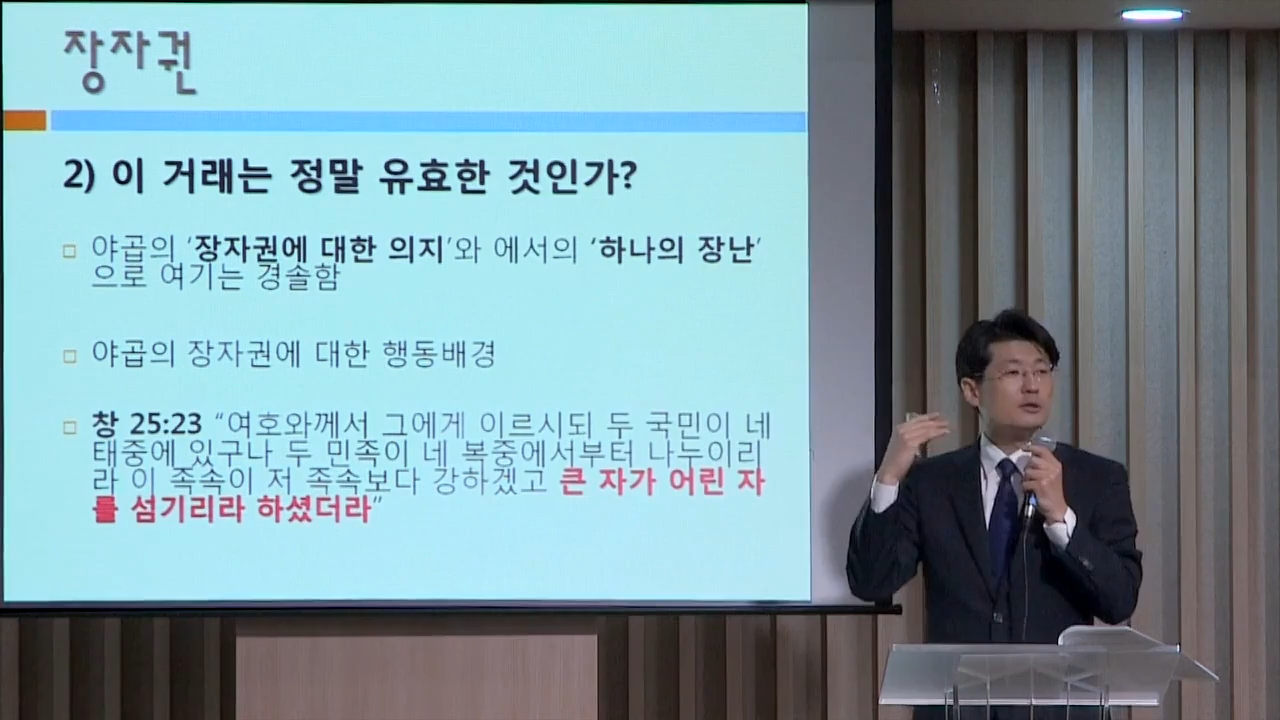 장자권
2) 이 거래는 정말 유효한 것인가?
야곱의 ‘장자권에 대한 의지’와 에서의 ‘하나의 장난’
으로 여기는 경솔함
야곱의 장자권에 대한 행동배경
창 25:23 “여호와께서 그에게 이르시되 두 국민이 네
태중에 있구나 두 민족이 네 복중에서부터 나누이리
라 이 족속이 저 족속보다 강하겠고 큰 자가 어린 자
를 섬기리라 하셨더라”